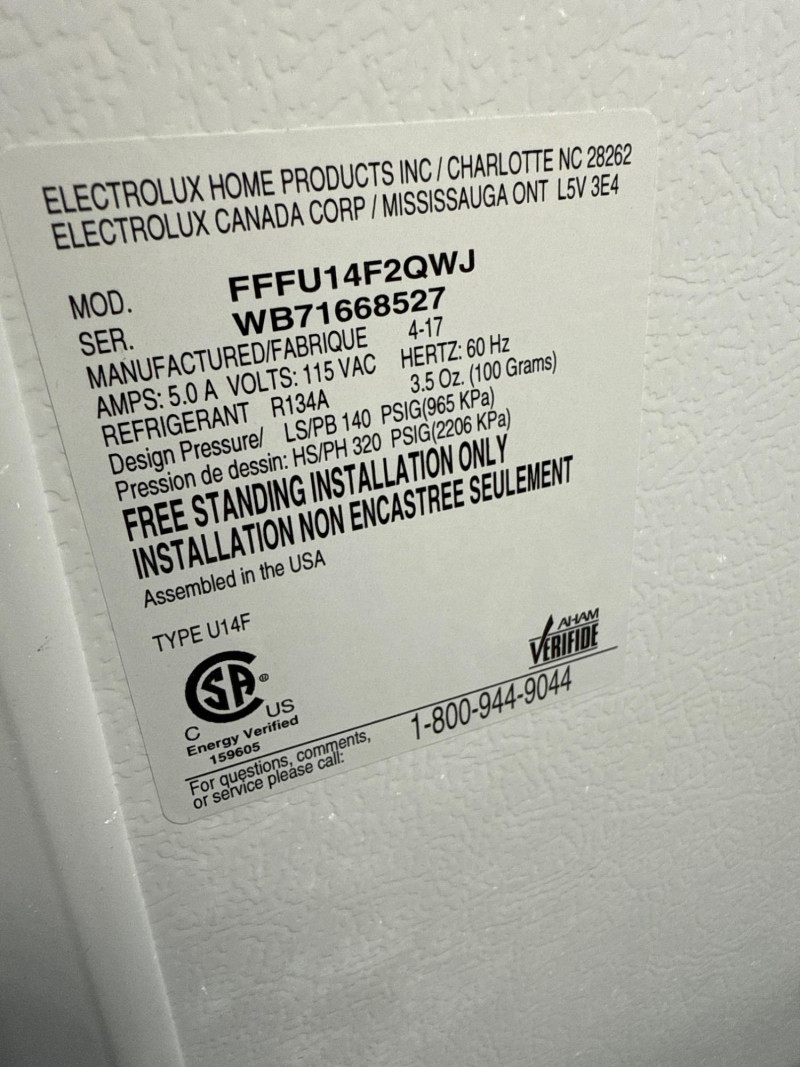 ELECTROLUX HOME PRODUCTS INC / CHARLOTTE NC 28262
ELECTROLUX CANADA CORP / MISSISSAUGA ONT L5V 3E4
MOD. FFFU14F2QWJ
SER. WB71668527
MANUFACTURED/FABRIQUE 4-17
AMPS: 5.0 A VOLTS: 115 VAC HERTZ: 60 Hz
REFRIGERANT R134A 3.5 Oz. (100 Grams)
Design Pressure/ LS/PB 140 PSIG(965 KPa)
Pression de dessin: HS/PH 320 PSIG(2206 KPa)
FREE STANDING INSTALLATION ONLY
INSTALLATION NON ENCASTREE SEULEMENT
Assembled in the USA
TYPE U14F
AHAM
VERIFIDE
SA ®
C US
Energy Verified
159605
For questions, comments,
or service please call: 1-800-944-9044